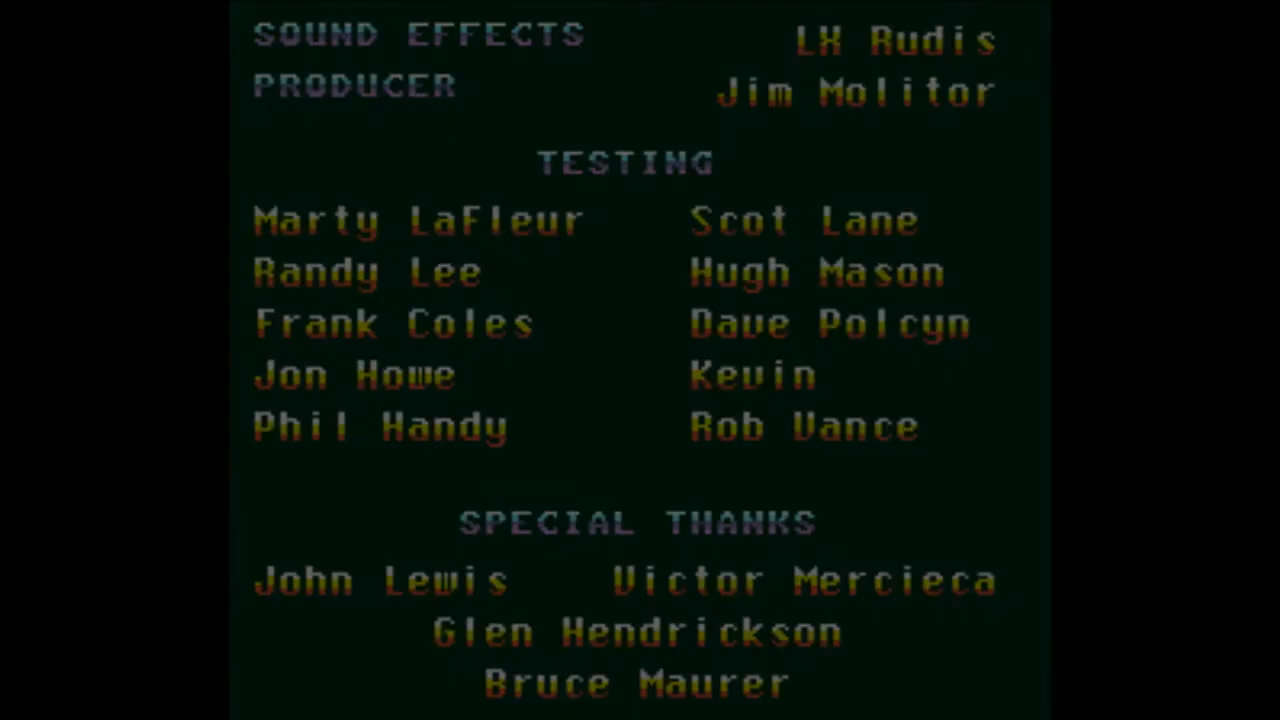 SOUND EFFECTS LX Rudis
PRODUCER Jim Molitor
TESTING
Marty LaFleur Scot Lane
Randy Lee Hugh Mason
Frank Coles Dave Polcyn
Jon Howe Kevin
Phil Handy Rob Vance
SPECIAL THANKS
John Lewis Victor Mercieca
Glen Hendrickson
Bruce Maurer